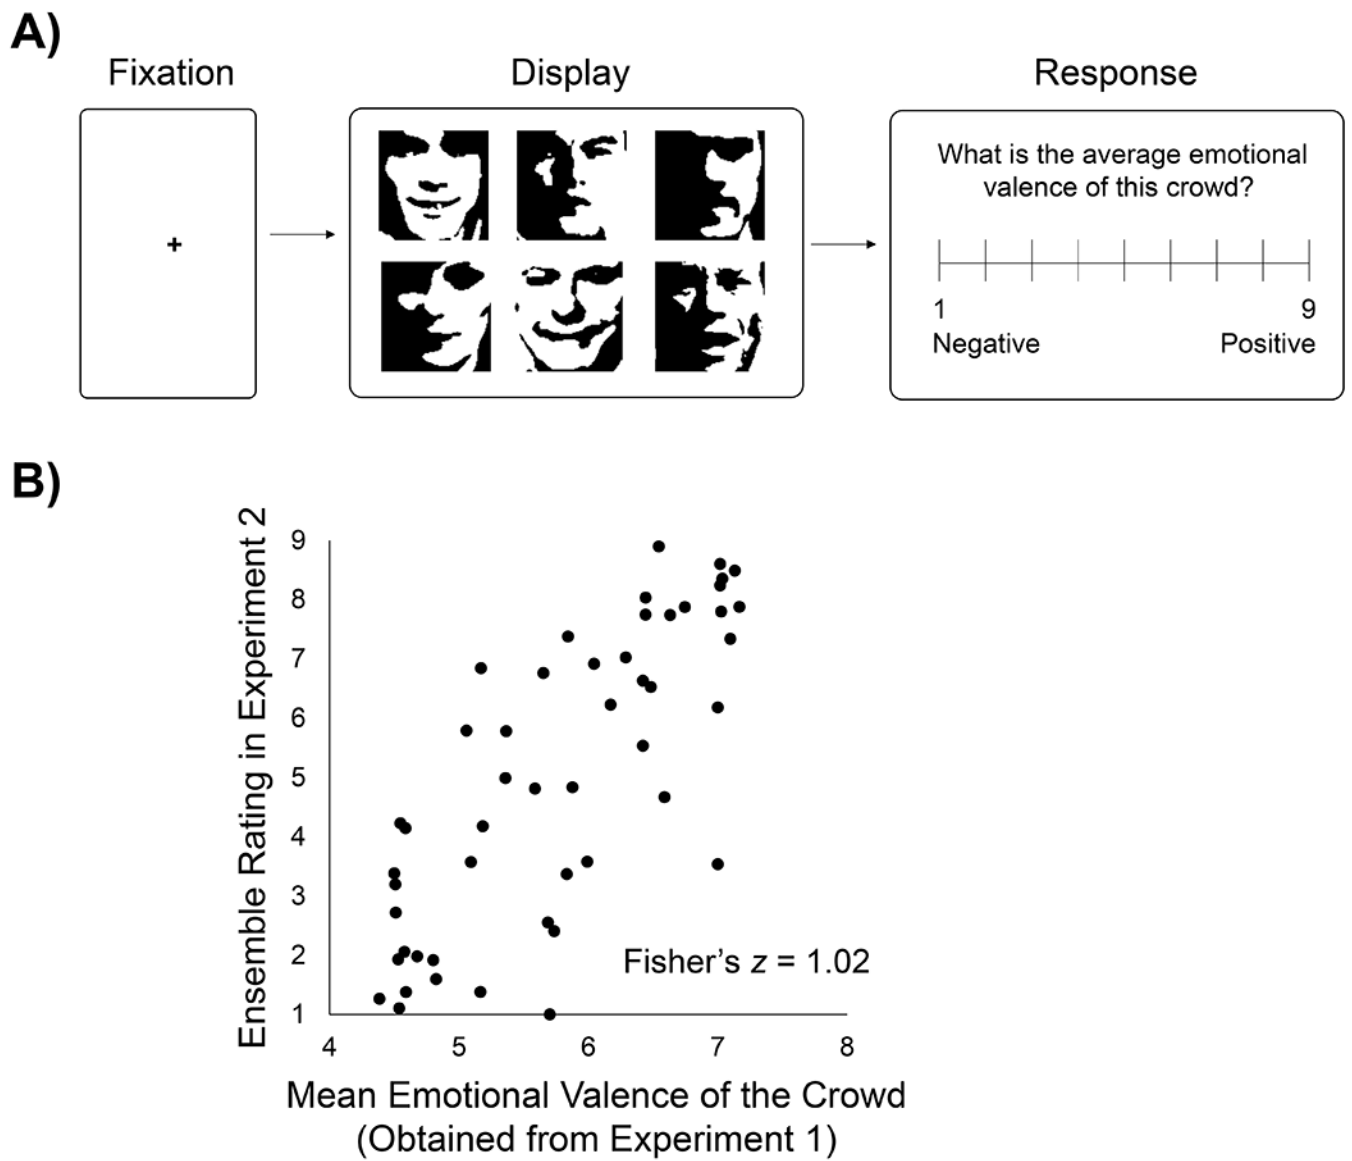 A)
Fixation
Display
Response
+
What is the average emotional
valence of this crowd?
1
9
Negative
Positive
B)
Ensemble Rating in Experiment 2
9
8
7
6
5
4
3
2
1
Fisher's z = 1.02
4
5
6
7
8
Mean Emotional Valence of the Crowd
(Obtained from Experiment 1)